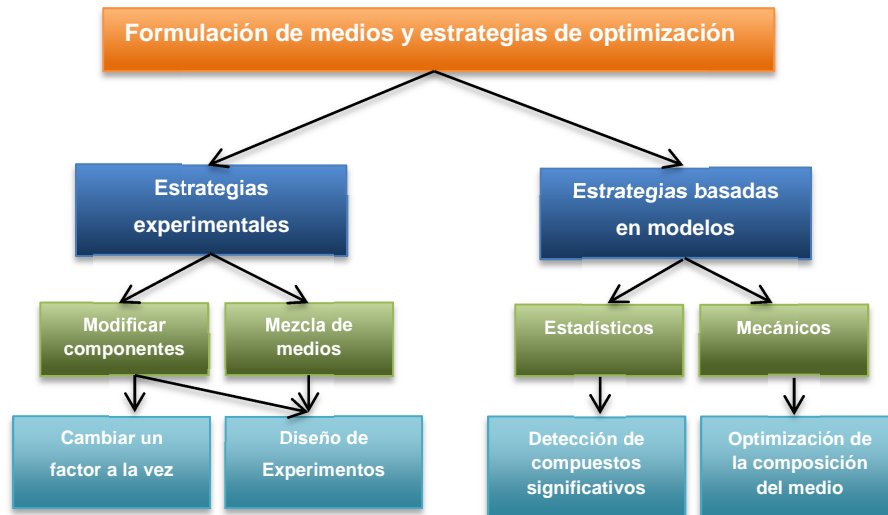 Formulación de medios y estrategias de optimización
Estrategias
experimentales
Estrategias basadas
en modelos
Modificar
componentes
Mezcla de
medios
Estadísticos
Mecánicos
Cambiar un
factor a la vez
Diseño de
Experimentos
Detección de
compuestos
significativos
Optimización de
la composición
del medio